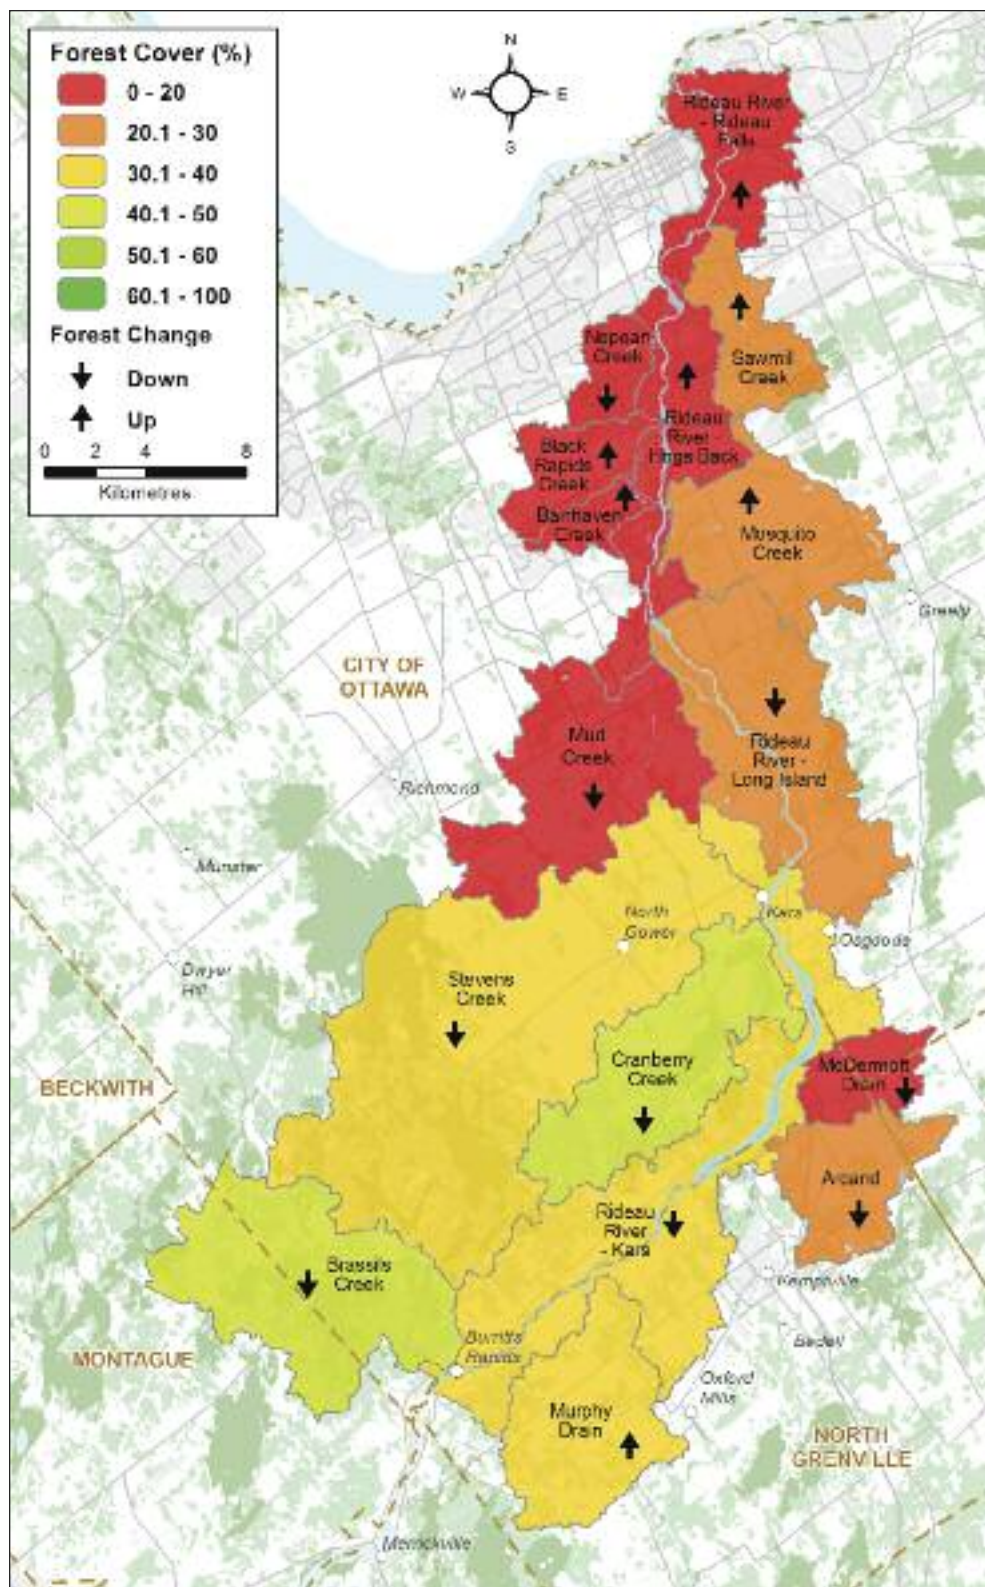 Forest Cover (%)
0 - 20
20.1 - 30
30.1 - 40
40.1 - 50
50.1 - 60
60.1 - 100
Forest Change
Down
Up
0 2 4 8
Kilometres
N
W E
S
Rideau River
- Rideau
Falls
Nepean
Creek
Sawmill
Creek
Rideau
River
Hogs Back
Black
Rapids
Creek
Barrhaven
Creek
Mosquito
Creek
Greely
CITY OF
OTTAWA
Mud
Creek
Rideau
River -
Long Island
Richmond
Munster
North
Gower
Kars
Osgoode
Dwyer
Hill
Stevens
Creek
Cranberry
Creek
McDermott
Drain
BECKWITH
Arcand
Rideau
River
- Kars
Brassils
Creek
Kemptville
Bedell
Burritts
Rapids
MONTAGUE
Oxford
Mills
Murphy
Drain
NORTH
GRENVILLE
Merrickville